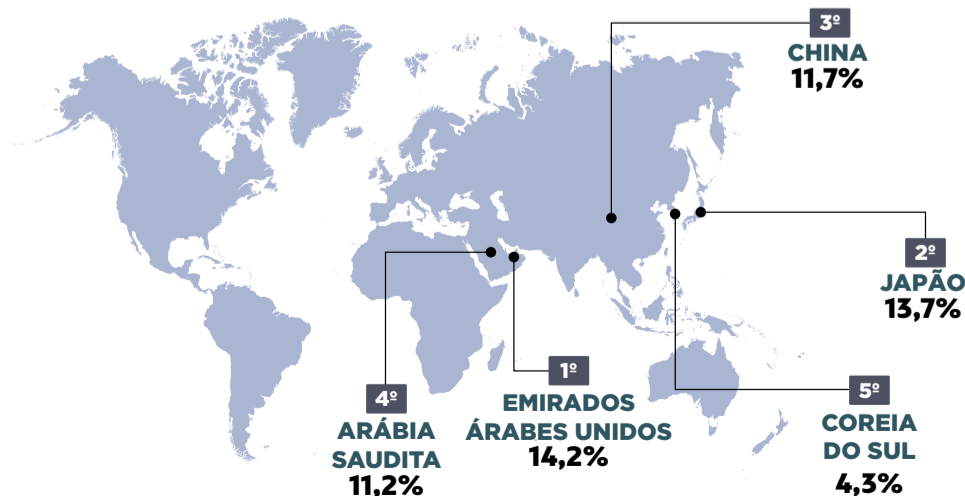 3º
CHINA
11,7%
2º
JAPÃO
13,7%
1º
EMIRADOS
ÁRABES UNIDOS
14,2%
4º
ARÁBIA
SAUDITA
11,2%
5º
COREIA
DO SUL
4,3%